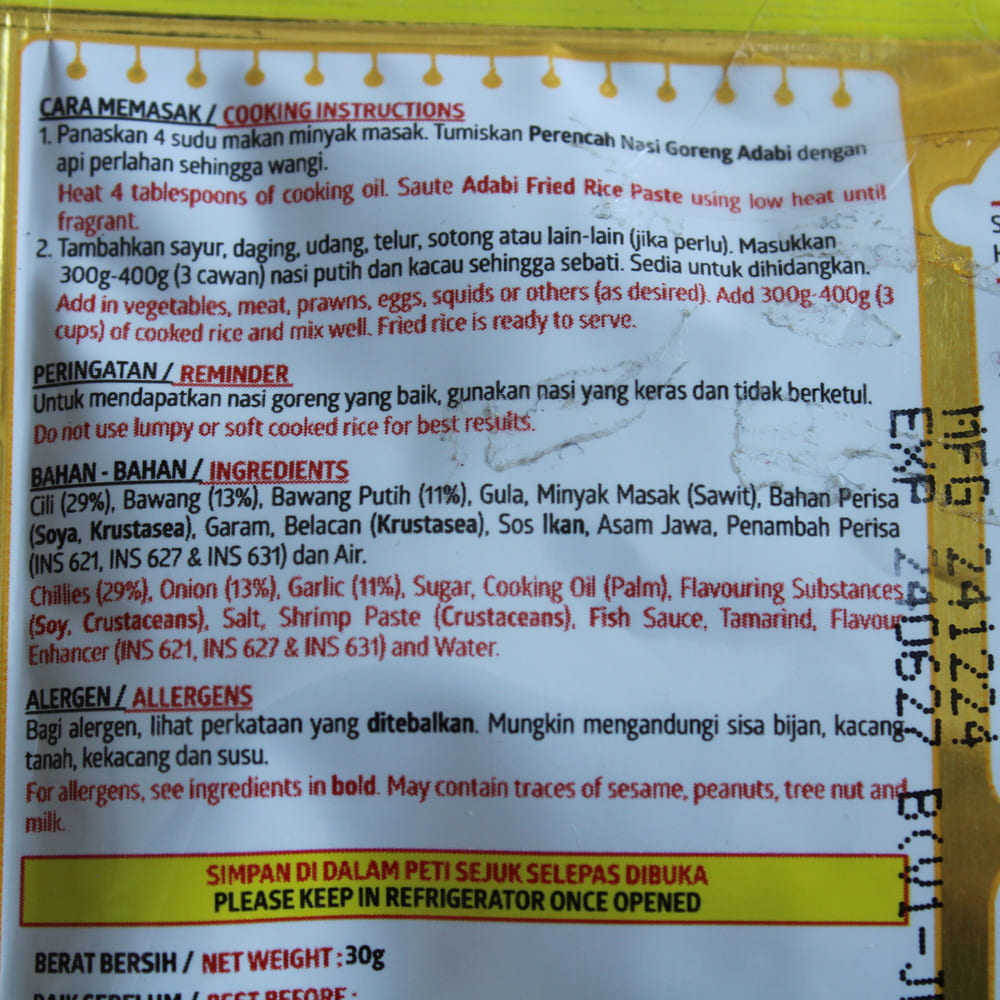 CARA MEMASAK / COOKING INSTRUCTIONS
1. Panaskan 4 sudu makan minyak masak. Tumiskan Perencah Nasi Goreng Adabi dengan
api perlahan sehingga wangi.
Heat 4 tablespoons of cooking oil. Saute Adabi Fried Rice Paste using low heat until
fragrant.
2. Tambahkan sayur, daging, udang, telur, sotong atau lain-lain (jika perlu). Masukkan
300g-400g (3 cawan) nasi putih dan kacau sehingga sebati. Sedia untuk dihidangkan.
Add in vegetables, meat, prawns, eggs, squids or others (as desired). Add 300g-400g (3
cups) of cooked rice and mix well. Fried rice is ready to serve.
PERINGATAN / REMINDER
Untuk mendapatkan nasi goreng yang baik, gunakan nasi yang keras dan tidak berketul.
Do not use lumpy or soft cooked rice for best results.
BAHAN - BAHAN / INGREDIENTS
Cili (29%), Bawang (13%), Bawang Putih (11%), Gula, Minyak Masak (Sawit), Bahan Perisa
(Soya, Krustasea), Garam, Belacan (Krustasea), Sos Ikan, Asam Jawa, Penambah Perisa
(INS 621, INS 627 & INS 631) dan Air.
Chillies (29%), Onion (13%), Garlic (11%), Sugar, Cooking Oil (Palm), Flavouring Substances
(Soy, Crustaceans), Salt, Shrimp Paste (Crustaceans), Fish Sauce, Tamarind, Flavour
Enhancer (INS 621, INS 627 & INS 631) and Water.
ALERGEN / ALLERGENS
Bagi alergen, lihat perkataan yang ditebalkan. Mungkin mengandungi sisa bijan, kacang
tanah, kekacang dan susu.
For allergens, see ingredients in bold. May contain traces of sesame, peanuts, tree nut and
milk.
SIMPAN DI DALAM PETI SEJUK SELEPAS DIBUKA
PLEASE KEEP IN REFRIGERATOR ONCE OPENED
BERAT BERSIH / NET WEIGHT : 30g
BAIK SEBELUM / BEST BEFORE :
MFG 241224
EXP 240627